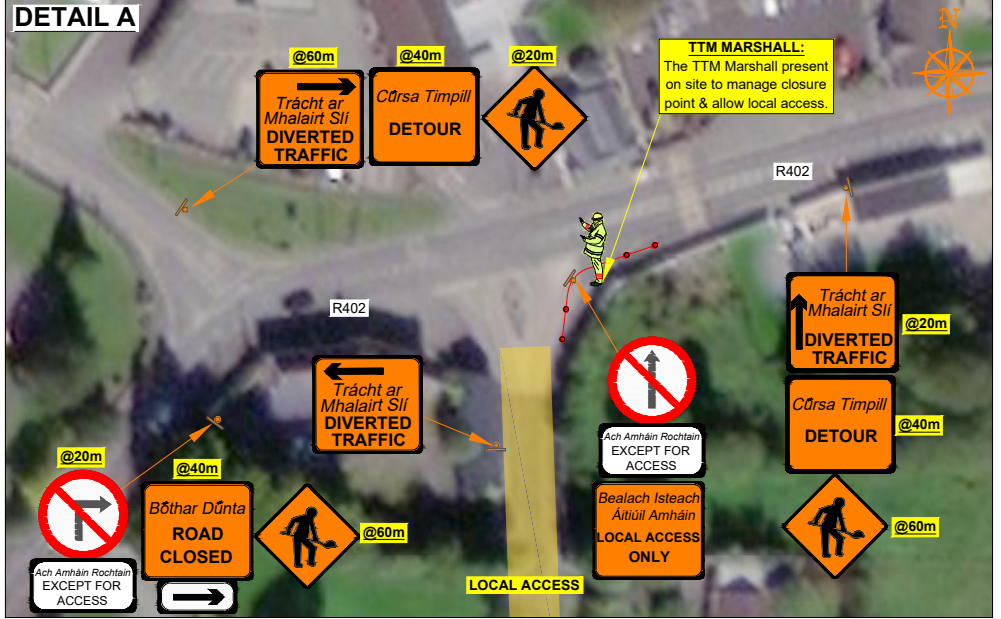 DETAIL A
@60m
@40m
@20m
Trácht ar
Mhalairt Slí
DIVERTED
TRAFFIC
Cúrsa Timpill
DETOUR
TTM MARSHALL:
The TTM Marshall present
on site to manage closure
point & allow local access.
N
R402
R402
Trácht ar
Mhalairt Slí
DIVERTED
TRAFFIC
@20m
Cúrsa Timpill
DETOUR
@40m
@60m
Trácht ar
Mhalairt Slí
DIVERTED
TRAFFIC
Ach Amháin Rochtain
EXCEPT FOR
ACCESS
Bealach Isteach
Áitiúil Amháin
LOCAL ACCESS
ONLY
@20m
Ach Amháin Rochtain
EXCEPT FOR
ACCESS
@40m
Bóthar Dúnta
ROAD
CLOSED
@60m
LOCAL ACCESS